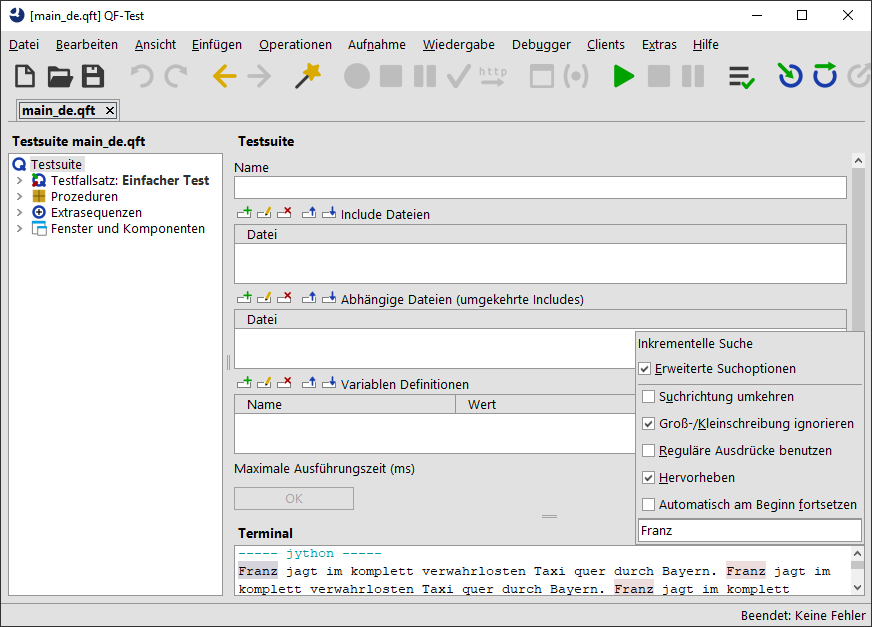 [main_de.qft] QF-Test
Datei Bearbeiten Ansicht Einfügen Operationen Aufnahme Wiedergabe Debugger Clients Extras Hilfe
http
main_de.qft
Testsuite main_de.qft
Testsuite
Testfallsatz: Einfacher Test
Prozeduren
Extrasequenzen
Fenster und Komponenten
Testsuite
Name
Include Dateien
Datei
Abhängige Dateien (umgekehrte Includes)
Datei
Variablen Definitionen
Name Wert
Maximale Ausführungszeit (ms)
OK
Inkrementelle Suche
Erweiterte Suchoptionen
Suchrichtung umkehren
Groß-/Kleinschreibung ignorieren
Reguläre Ausdrücke benutzen
Hervorheben
Automatisch am Beginn fortsetzen
Franz
Terminal
----- jython -----
Franz jagt im komplett verwahrlosten Taxi quer durch Bayern. Franz jagt im
komplett verwahrlosten Taxi quer durch Bayern. Franz jagt im komplett
Beendet: Keine Fehler